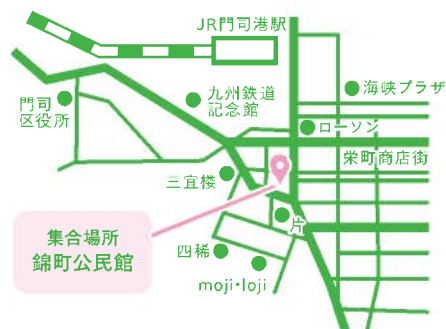 JR門司港駅
海峡プラザ
九州鉄道
記念館
門司
区役所
ローソン
栄町商店街
三宜楼
片
集合場所
錦町公民館
四稀
moji・loji